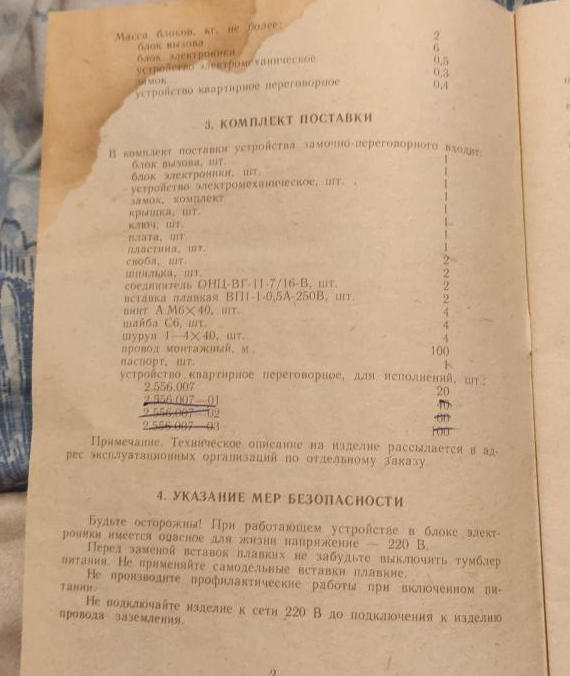 Масса блоков, кг, не более:
блок вызова 2
блок электроники 6
устройство электромеханическое 0,5
замок 0,3
устройство квартирное переговорное 0,4
3. КОМПЛЕКТ ПОСТАВКИ
В комплект поставки устройства замочно-переговорного входит:
блок вызова, шт. 1
блок электроники, шт. 1
устройство электромеханическое, шт. 1
замок, комплект 1
крышка, шт. 1
ключ, шт. 1
плата, шт. 1
пластина, шт. 1
скоба, шт. 2
шпилька, шт. 2
соединитель ОНЦ-ВГ-11-7/16-В, шт. 2
вставка плавкая ВП1-1-0,5А-250В, шт. 2
винт А.М6×40, шт. 4
шайба С6, шт. 4
шуруп 1—4×40, шт. 4
провод монтажный, м 100
паспорт, шт. 1
устройство квартирное переговорное, для исполнений, шт.:
2.556.007 20
2.556.007—01 40
2.556.007—02 60
2.556.007—03 100
Примечание. Техническое описание на изделие рассылается в ад-
рес эксплуатационных организаций по отдельному заказу.
4. УКАЗАНИЕ МЕР БЕЗОПАСНОСТИ
Будьте осторожны! При работающем устройстве в блоке элект-
роники имеется опасное для жизни напряжение — 220 В.
Перед заменой вставок плавких не забудьте выключить тумблер
питания. Не применяйте самодельные вставки плавкие.
Не производите профилактические работы при включенном пи-
тании.
Не подключайте изделие к сети 220 В до подключения к изделию
провода заземления.